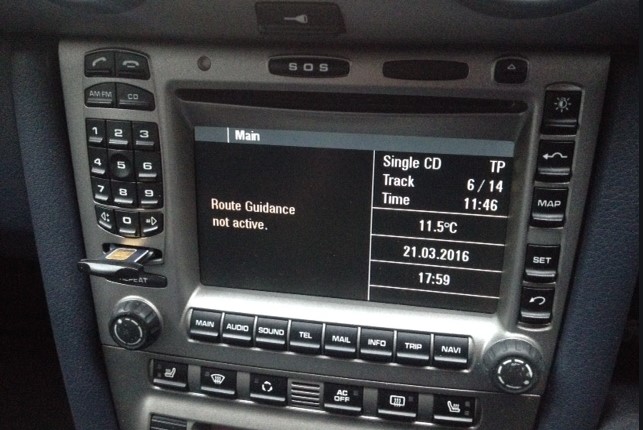 SOS
AM·FM CD
1 2 3
4 5 6
7 8 9
0
Main
Single CD TP
Track 6 / 14
Time 11:46
Route Guidance
not active.
11.5°C
21.03.2016
17:59
MAP
SET
MAIN AUDIO SOUND TEL MAIL INFO TRIP NAVI
AC
OFF